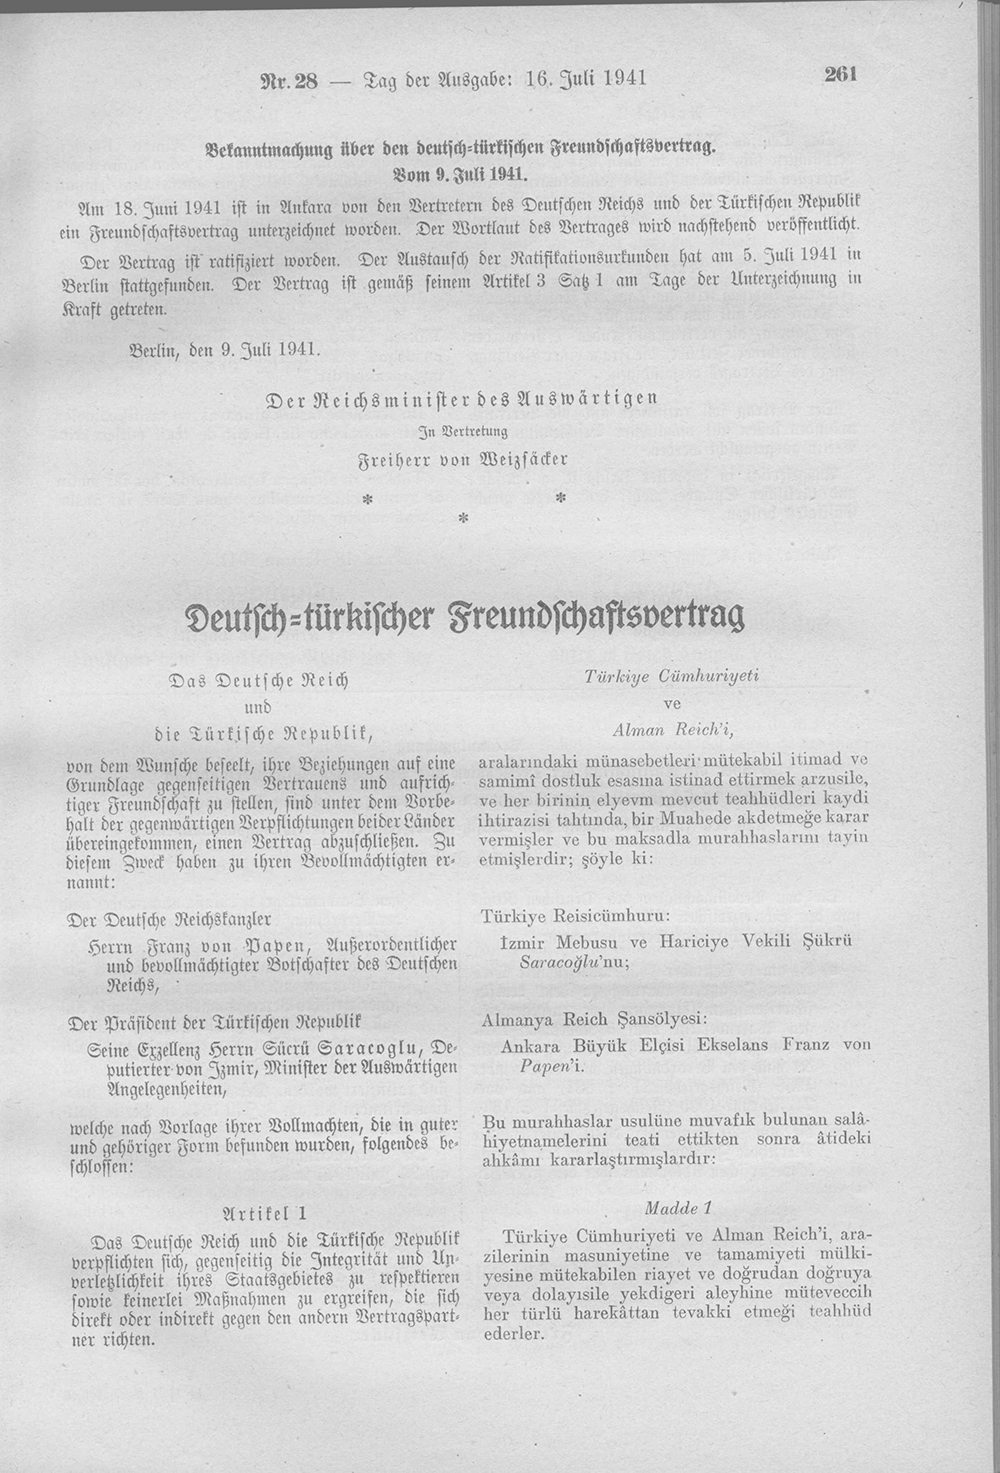 Nr. 28 — Tag der Ausgabe: 16. Juli 1941
261
Bekanntmachung über den deutsch-türkischen Freundschaftsvertrag.
Vom 9. Juli 1941.
Am 18. Juni 1941 ist in Ankara von den Vertretern des Deutschen Reichs und der Türkischen Republik
ein Freundschaftsvertrag unterzeichnet worden. Der Wortlaut des Vertrages wird nachstehend veröffentlicht.
Der Vertrag ist ratifiziert worden. Der Austausch der Ratifikationsurkunden hat am 5. Juli 1941 in
Berlin stattgefunden. Der Vertrag ist gemäß seinem Artikel 3 Satz 1 am Tage der Unterzeichnung in
Kraft getreten.
Berlin, den 9. Juli 1941.
Der Reichsminister des Auswärtigen
In Vertretung
Freiherr von Weizsäcker
* *
*
Deutsch-türkischer Freundschaftsvertrag
Das Deutsche Reich
und
die Türkische Republik,
von dem Wunsche beseelt, ihre Beziehungen auf eine
Grundlage gegenseitigen Vertrauens und aufrich-
tiger Freundschaft zu stellen, sind unter dem Vorbe-
halt der gegenwärtigen Verpflichtungen beider Länder
übereingekommen, einen Vertrag abzuschließen. Zu
diesem Zweck haben zu ihren Bevollmächtigten er-
nannt:
Der Deutsche Reichskanzler
Herrn Franz von Papen, Außerordentlicher
und bevollmächtigter Botschafter des Deutschen
Reichs,
Der Präsident der Türkischen Republik
Seine Exzellenz Herrn Sücrü Saracoglu, De-
putierter von Izmir, Minister der Auswärtigen
Angelegenheiten,
welche nach Vorlage ihrer Vollmachten, die in guter
und gehöriger Form befunden wurden, folgendes be-
schlossen:
Artikel 1
Das Deutsche Reich und die Türkische Republik
verpflichten sich, gegenseitig die Integrität und Un-
verletzlichkeit ihres Staatsgebietes zu respektieren
sowie keinerlei Maßnahmen zu ergreifen, die sich
direkt oder indirekt gegen den andern Vertragspart-
ner richten.
Türkiye Cümhuriyeti
ve
Alman Reich'i,
aralarındaki münasebetleri mütekabil itimad ve
samimî dostluk esasına istinad ettirmek arzusile,
ve her birinin elyevm mevcut teahhüdleri kaydi
ihtirazisi tahtında, bir Muahede akdetmeğe karar
vermişler ve bu maksadla murahhaslarını tayin
etmişlerdir; şöyle ki:
Türkiye Reisicümhuru:
İzmir Mebusu ve Hariciye Vekili Şükrü
Saracoğlu'nu;
Almanya Reich Şansölyesi:
Ankara Büyük Elçisi Ekselans Franz von
Papen'i.
Bu murahhaslar usulüne muvafık bulunan salâ-
hiyetnamelerini teati ettikten sonra âtideki
ahkâmı kararlaştırmışlardır:
Madde 1
Türkiye Cümhuriyeti ve Alman Reich'i, ara-
zilerinin masuniyetine ve tamamiyeti mülki-
yesine mütekabilen riayet ve doğrudan doğruya
veya dolayısile yekdigeri aleyhine müteveccih
her türlü harekâttan tevakki etmeği teahhüd
ederler.